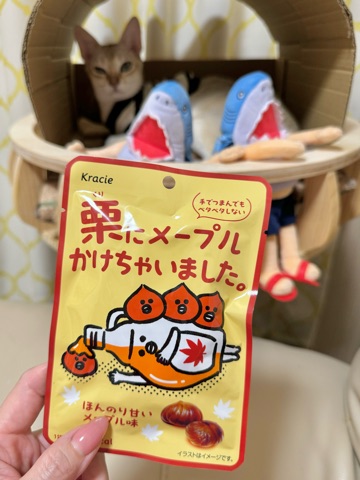 Kracie
手でつまんでも
ベタベタしない
くり
栗にメープル
かけちゃいました。
ほんのり甘い
メープル味
イラストはイメージです。